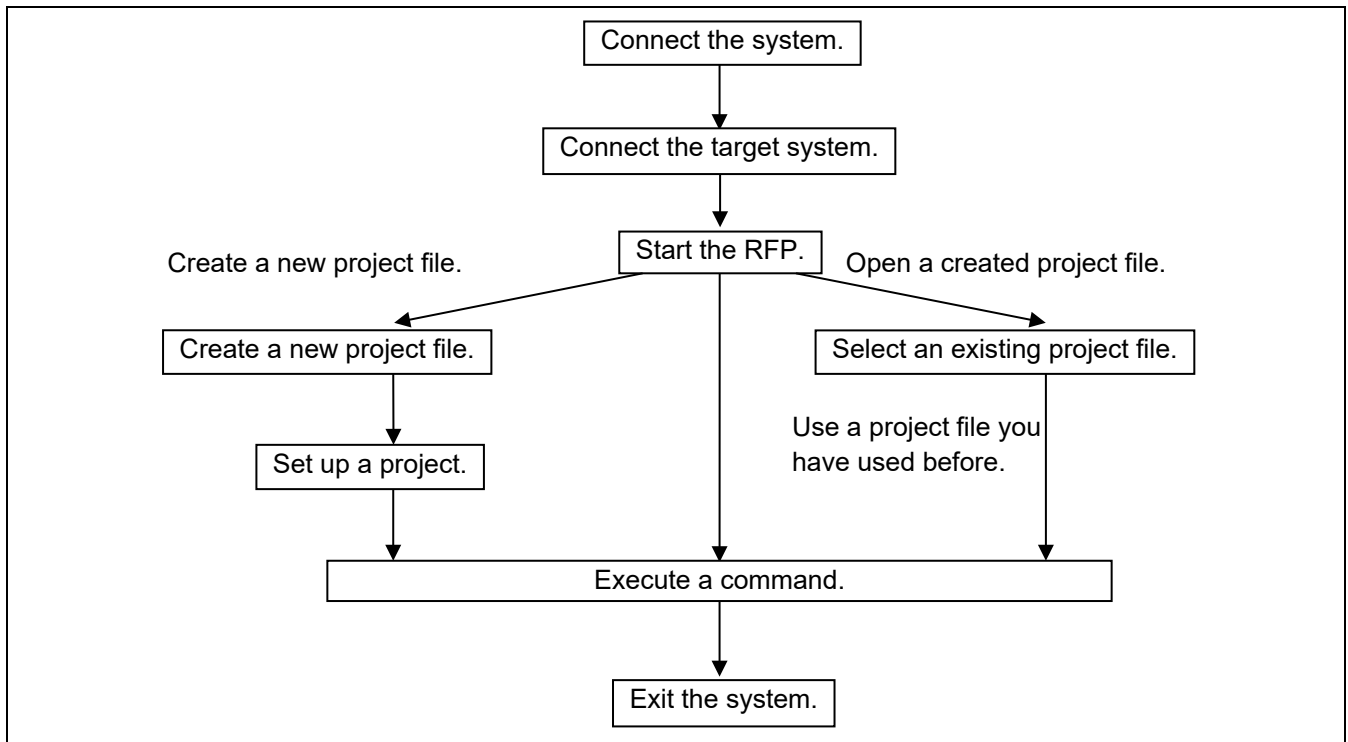 Connect the system.
Connect the target system.
Start the RFP.
Create a new project file.
Open a created project file.
Create a new project file.
Select an existing project file.
Use a project file you
have used before.
Set up a project.
Execute a command.
Exit the system.